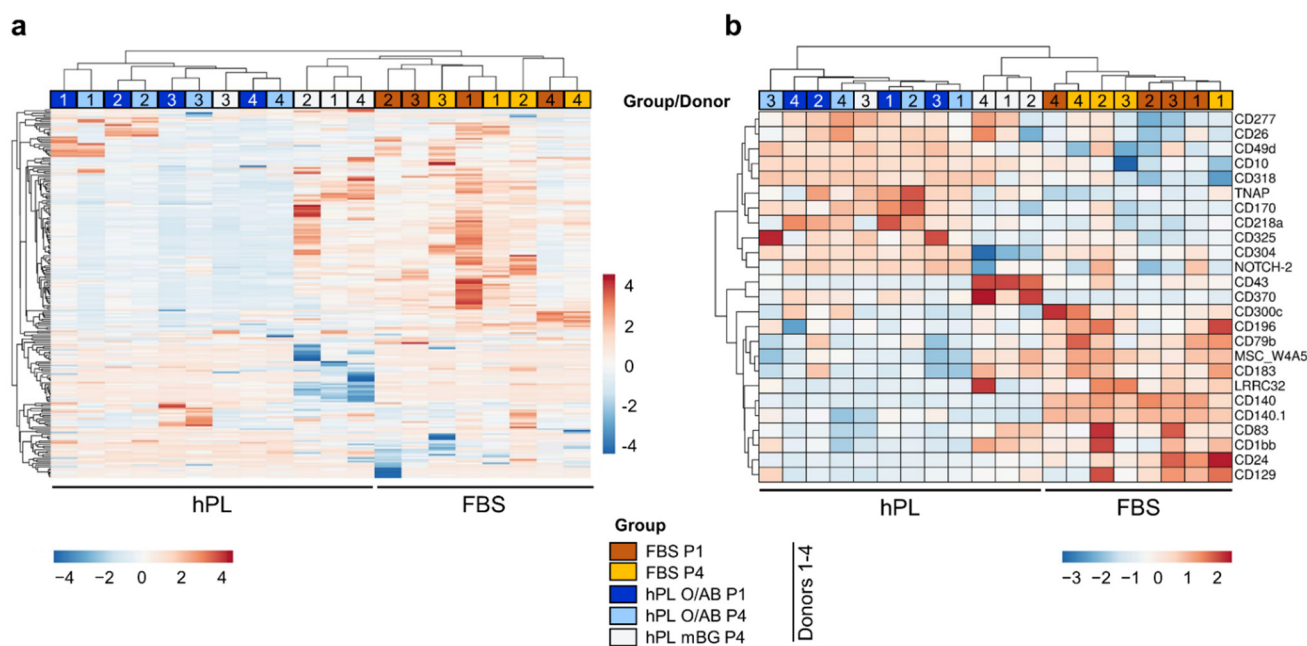 a
b
1 1 2 2 3 3 3 4 4 2 1 4 2 3 3 1 1 2 4 4
Group/Donor
3 4 2 4 3 1 2 3 1 4 1 2 4 4 2 3 2 3 1 1
CD277
CD26
CD49d
CD10
CD318
TNAP
CD170
CD218a
CD325
CD304
NOTCH-2
CD43
CD370
CD300c
CD196
CD79b
MSC_W4A5
CD183
LRRC32
CD140
CD140.1
CD83
CD1bb
CD24
CD129
4
2
0
−2
−4
hPL
FBS
hPL
FBS
−4 −2 0 2 4
Group
FBS P1
FBS P4
hPL O/AB P1
hPL O/AB P4
hPL mBG P4
Donors 1-4
−3 −2 −1 0 1 2